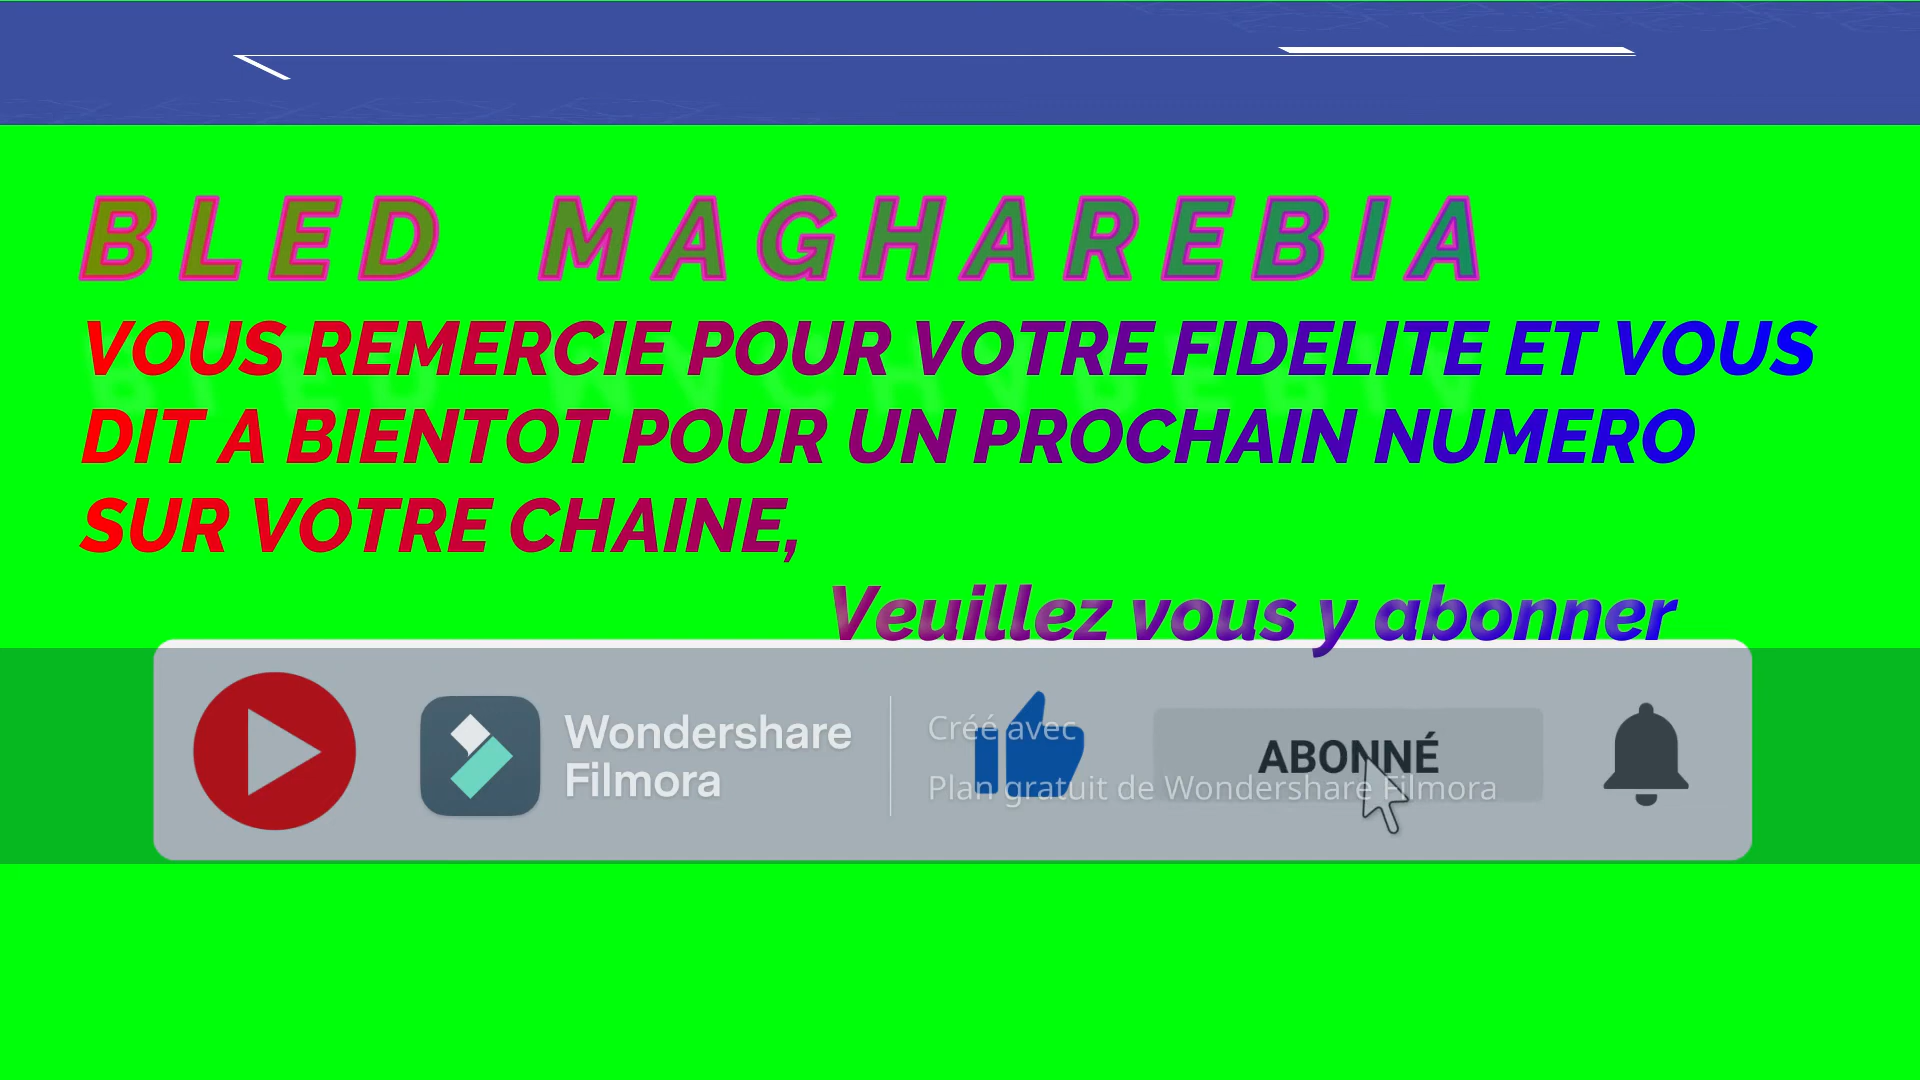 BLED MAGHAREBIA
VOUS REMERCIE POUR VOTRE FIDELITE ET VOUS
DIT A BIENTOT POUR UN PROCHAIN NUMERO
SUR VOTRE CHAINE,
Veuillez vous y abonner
Wondershare
Filmora
Créé avec
Plan gratuit de Wondershare Filmora
ABONNÉ